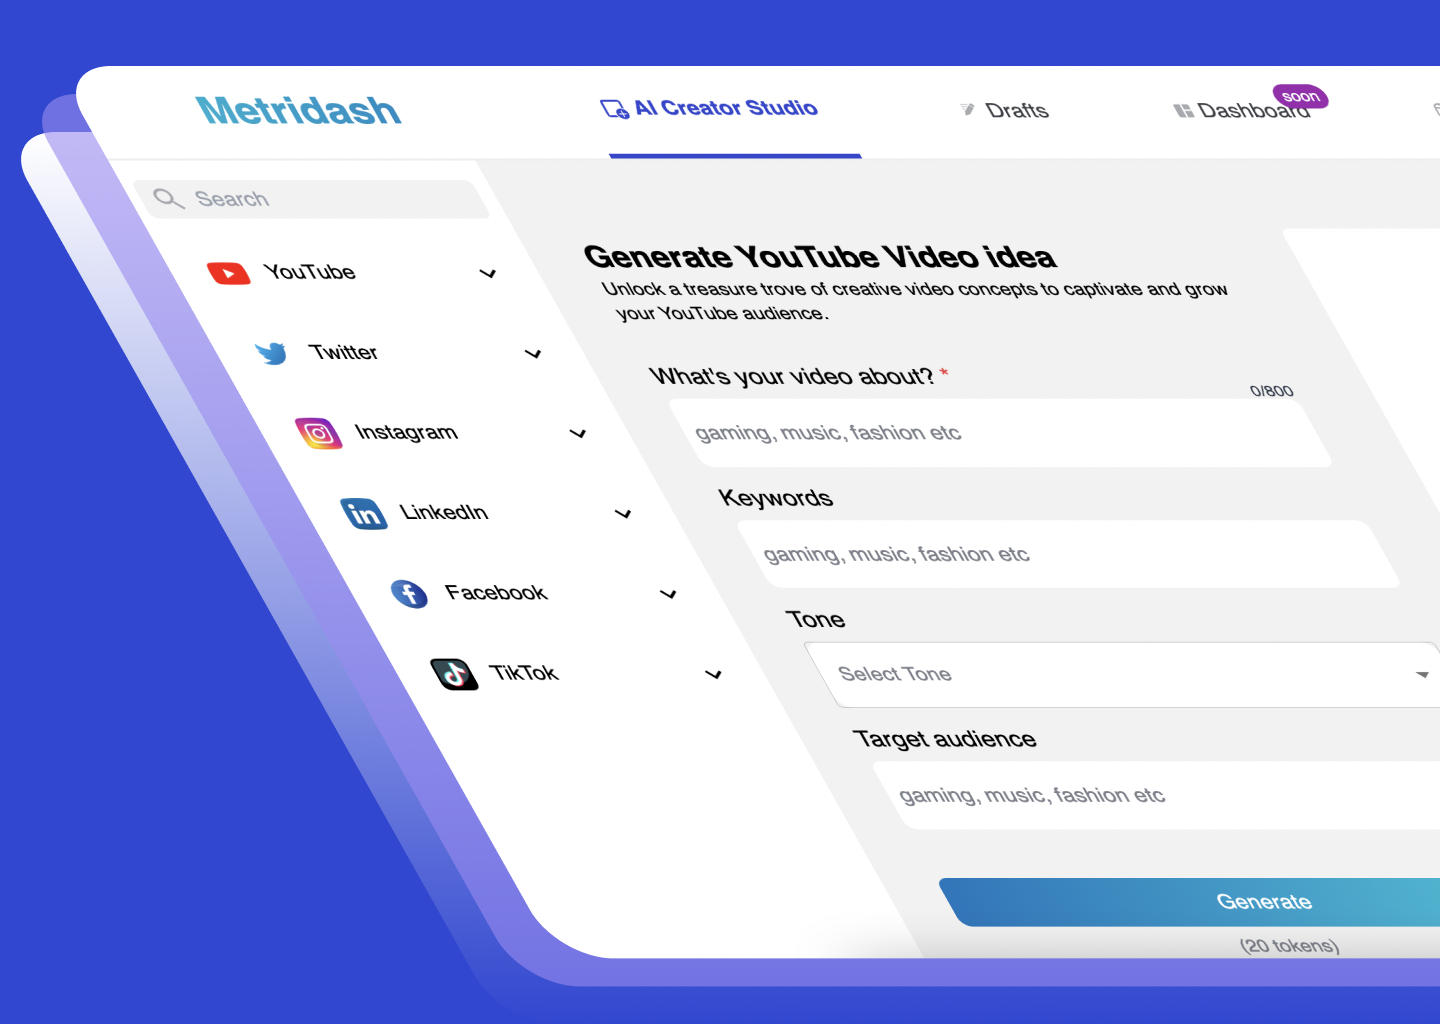 Metridash
AI Creator Studio
Drafts
Dashboard
soon
Search
YouTube
Twitter
Instagram
LinkedIn
Facebook
TikTok
Generate YouTube Video idea
Unlock a treasure trove of creative video concepts to captivate and grow
your YouTube audience.
What's your video about? *
0/800
gaming, music, fashion etc
Keywords
gaming, music, fashion etc
Tone
Select Tone
Target audience
gaming, music, fashion etc
Generate
(20 tokens)